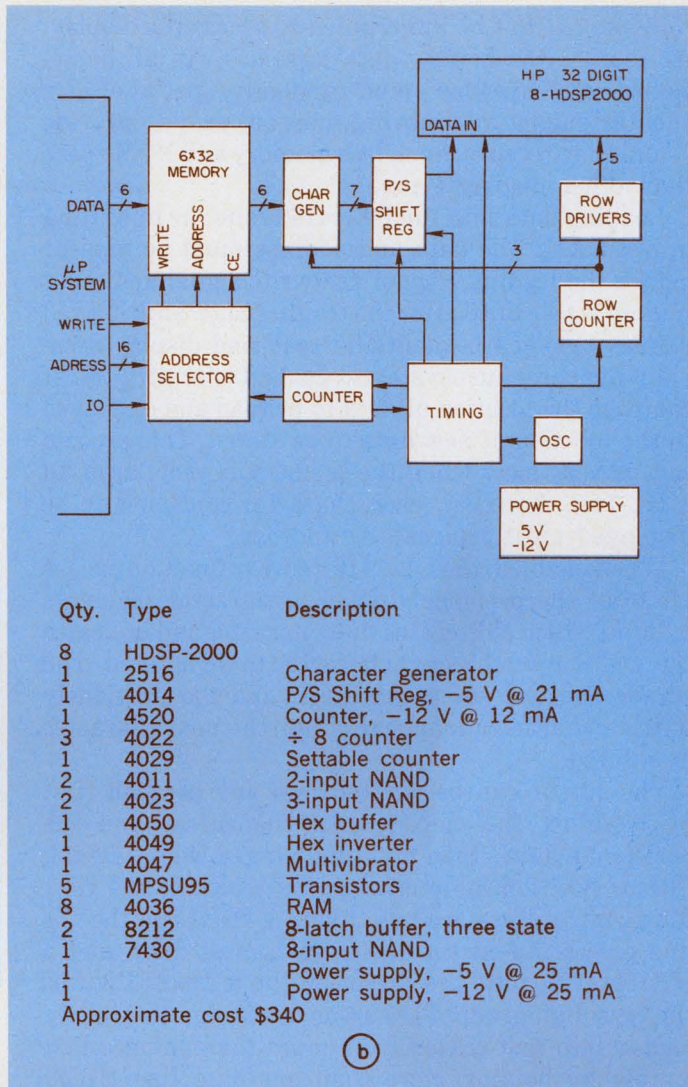 HP 32 DIGIT
8-HDSP2000
DATA IN
5
6×32
MEMORY
WRITE
ADDRESS
CE
6
CHAR
GEN
7
P/S
SHIFT
REG
ROW
DRIVERS
DATA
6
3
μP
SYSTEM
ROW
COUNTER
WRITE
16
ADRESS
IO
ADDRESS
SELECTOR
COUNTER
TIMING
OSC
POWER SUPPLY
5 V
-12 V
Qty. Type Description
8 HDSP-2000
1 2516 Character generator
1 4014 P/S Shift Reg, −5 V @ 21 mA
1 4520 Counter, −12 V @ 12 mA
3 4022 ÷ 8 counter
1 4029 Settable counter
2 4011 2-input NAND
2 4023 3-input NAND
1 4050 Hex buffer
1 4049 Hex inverter
1 4047 Multivibrator
5 MPSU95 Transistors
8 4036 RAM
2 8212 8-latch buffer, three state
1 7430 8-input NAND
1 Power supply, −5 V @ 25 mA
1 Power supply, −12 V @ 25 mA
Approximate cost $340
b